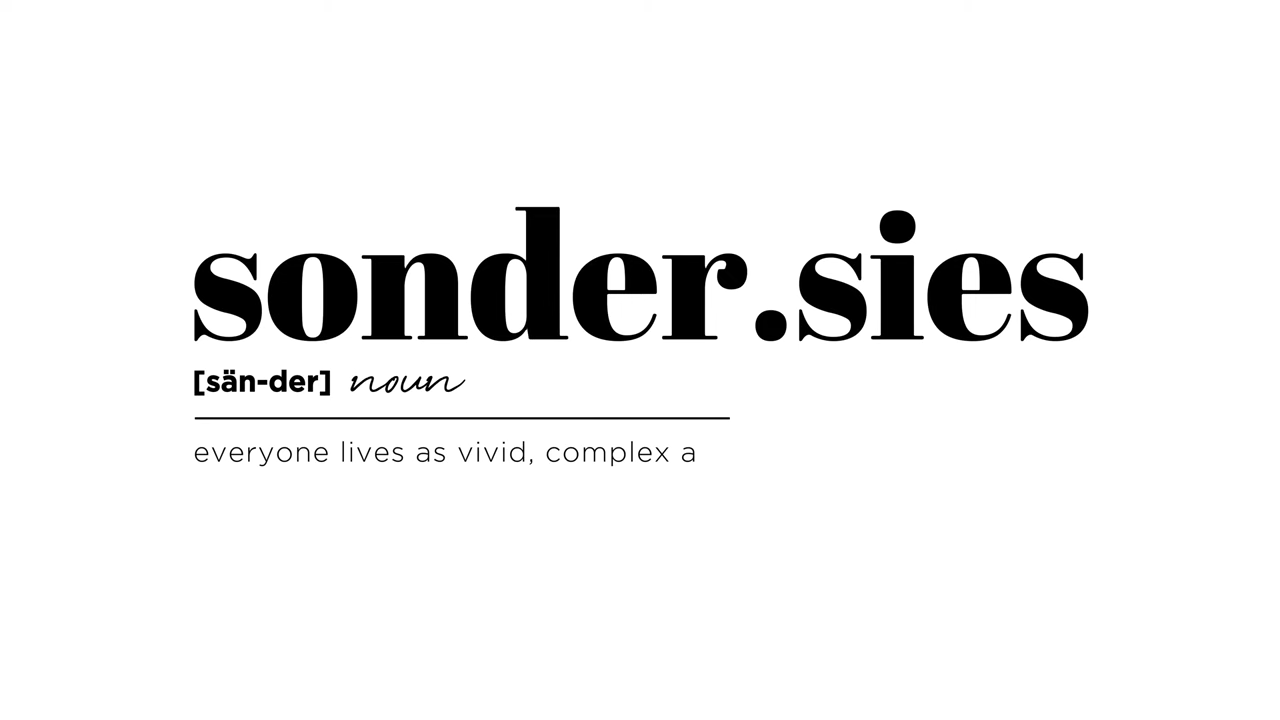 sonder.sies
[sän-der] noun
everyone lives as vivid, complex a